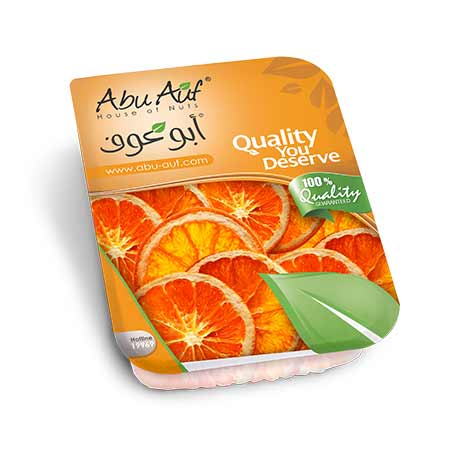 Abu Auf®
House of Nuts
أبو عوف®
www.abu-auf.com
Quality
You
Deserve
100%
Quality
GUARANTEED
Hotline
19969